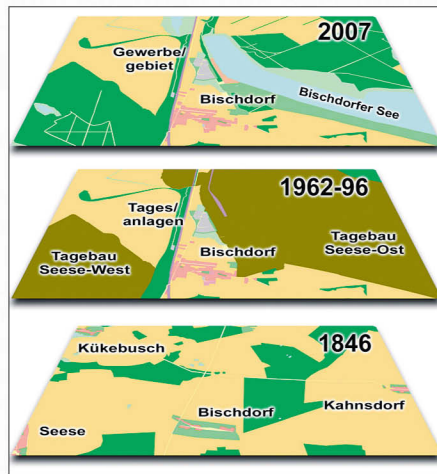 2007
Gewerbe/
gebiet
Bischdorf
Bischdorfer See
1962-96
Tages/
anlagen
Tagebau
Seese-West
Bischdorf
Tagebau
Seese-Ost
1846
Kükebusch
Bischdorf
Kahnsdorf
Seese